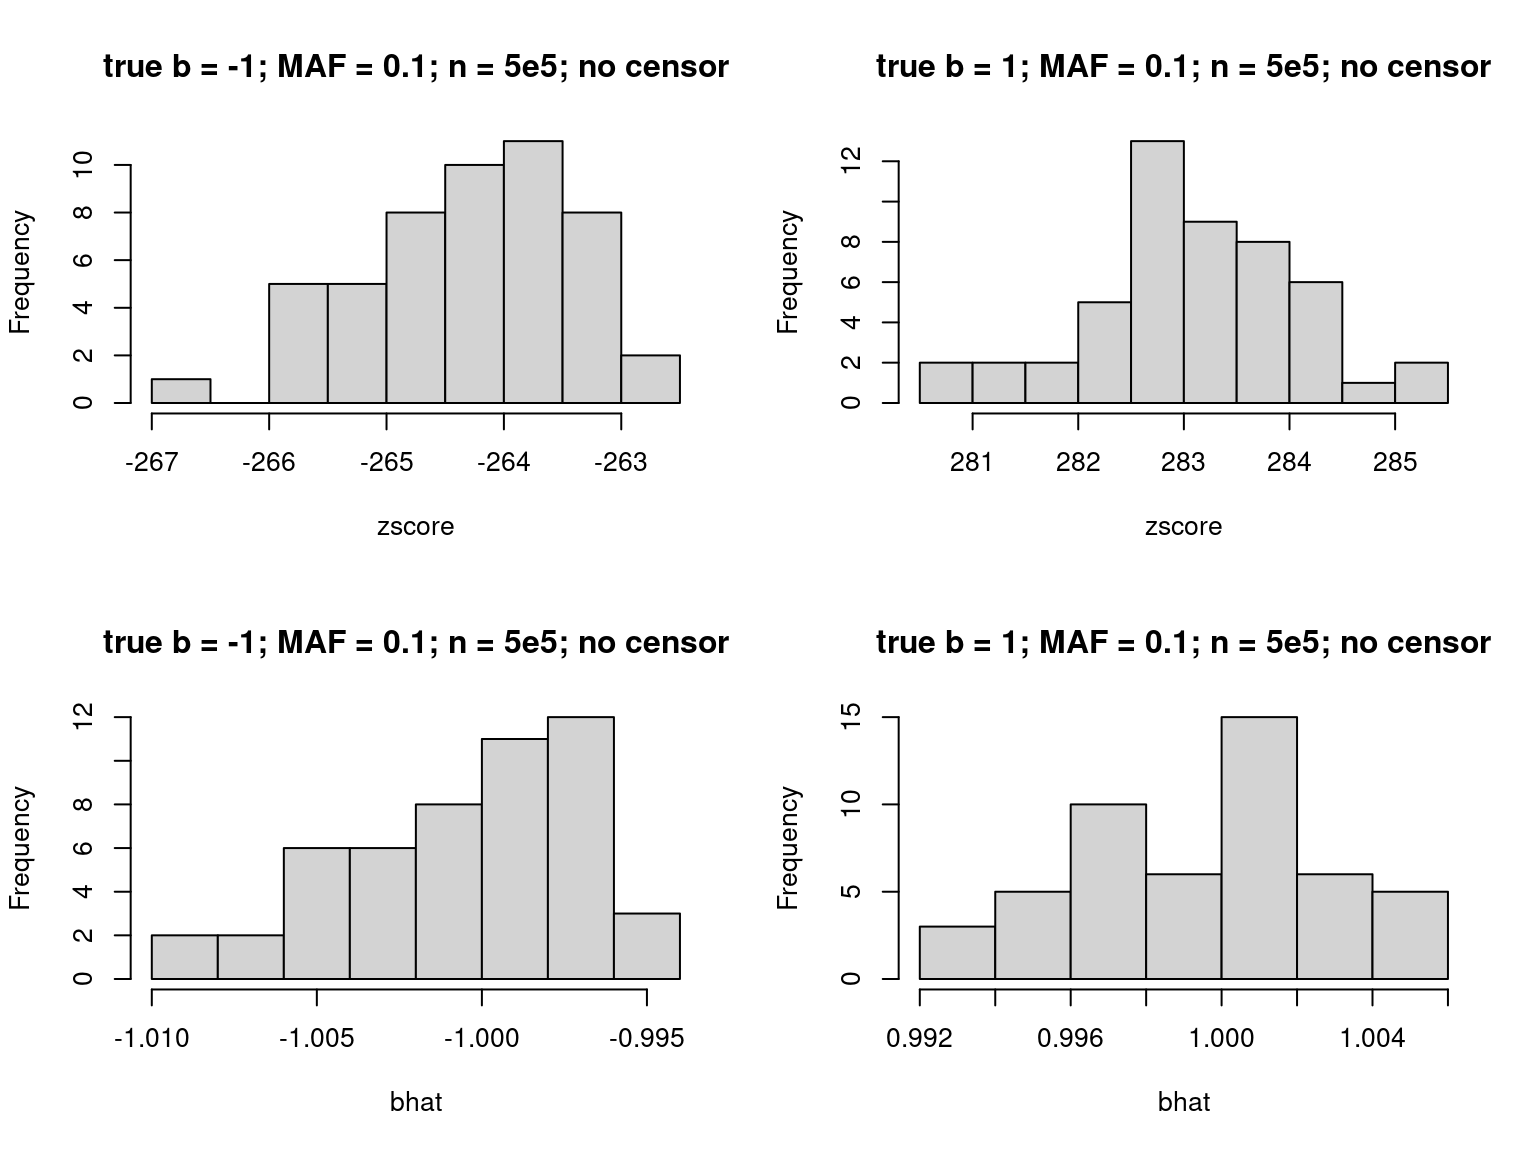 true b = -1; MAF = 0.1; n = 5e5; no censor
Frequency
0 2 4 6 8 10
-267 -266 -265 -264 -263
zscore
true b = 1; MAF = 0.1; n = 5e5; no censor
Frequency
0 2 4 6 8 12
281 282 283 284 285
zscore
true b = -1; MAF = 0.1; n = 5e5; no censor
Frequency
0 2 4 6 8 12
-1.010 -1.005 -1.000 -0.995
bhat
true b = 1; MAF = 0.1; n = 5e5; no censor
Frequency
0 5 10 15
0.992 0.996 1.000 1.004
bhat